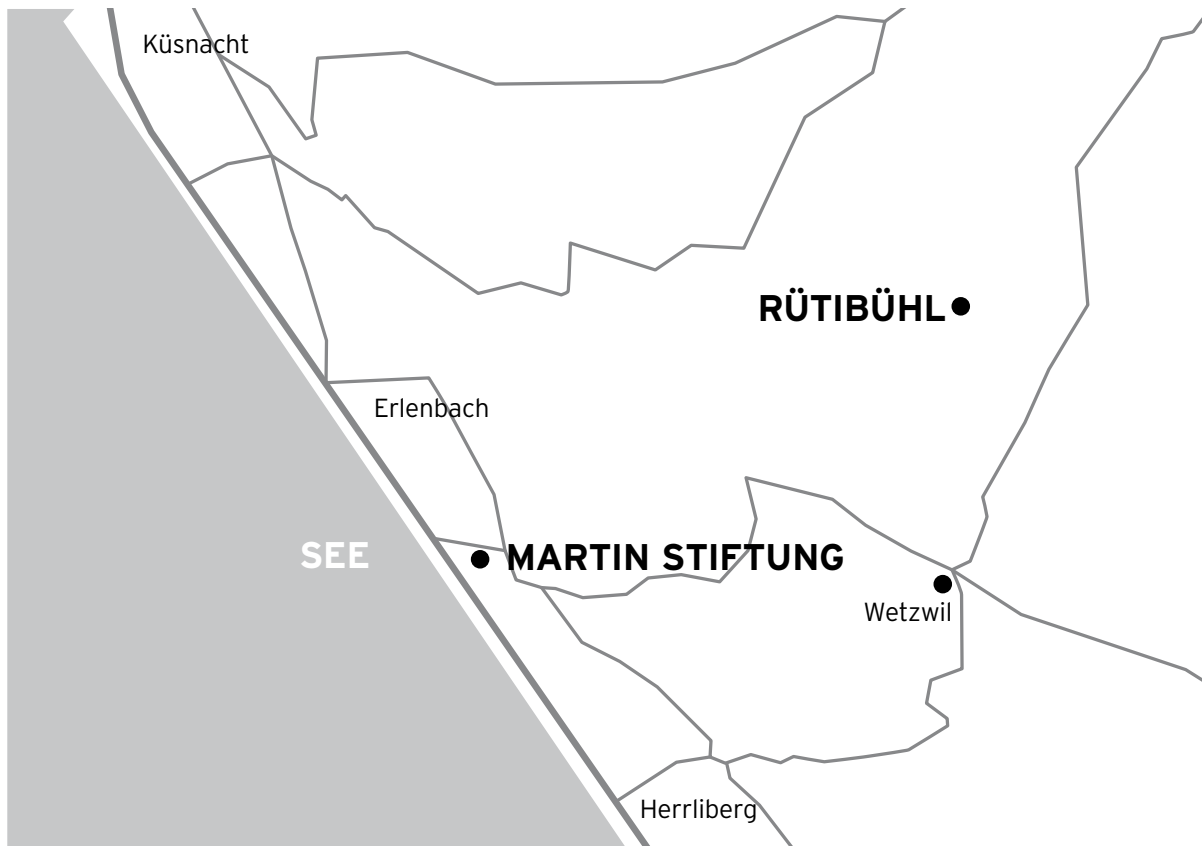 Küsnacht
RÜTIBÜHL
Erlenbach
SEE
MARTIN STIFTUNG
Wetzwil
Herrliberg